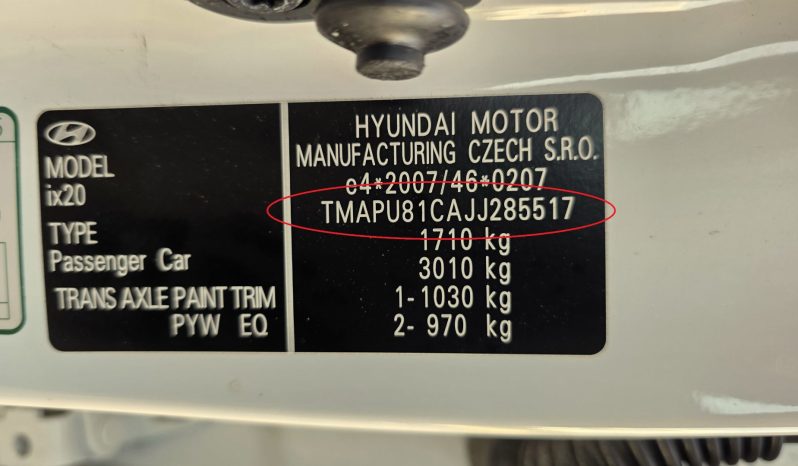 MODEL
ix20
TYPE
Passenger Car
TRANS AXLE PAINT TRIM
PYW EQ
HYUNDAI MOTOR
MANUFACTURING CZECH S.R.O.
e4*2007/46*0207
TMAPU81CAJJ285517
1710 kg
3010 kg
1-1030 kg
2- 970 kg